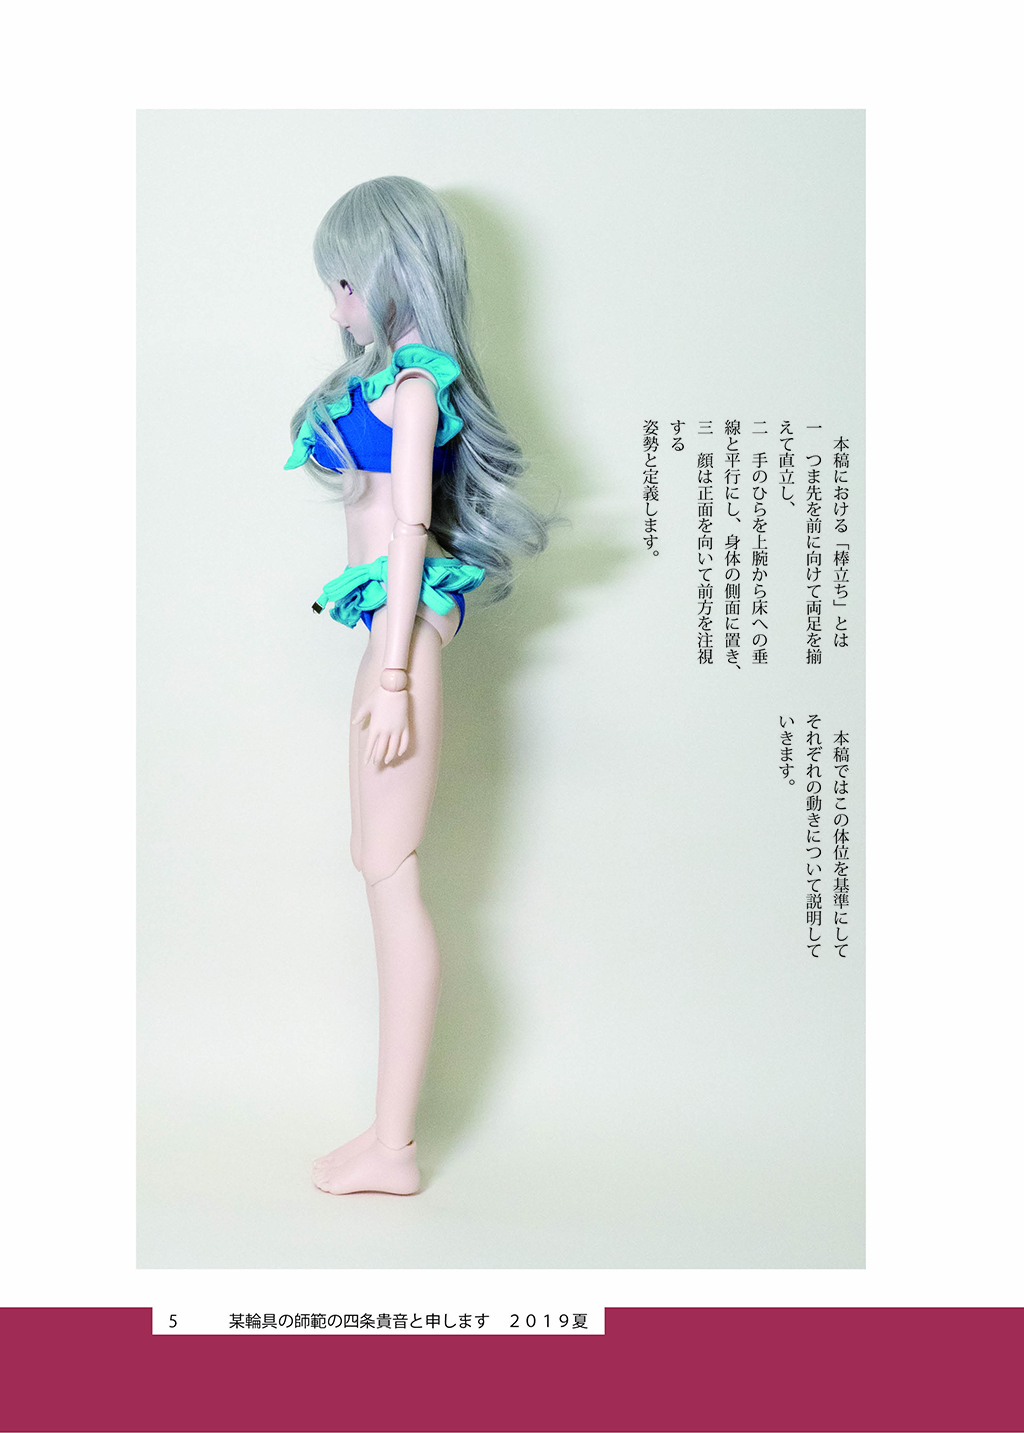 本稿における「棒立ち」とは
一　つま先を前に向けて両足を揃
えて直立し、
二　手のひらを上腕から床への垂
線と平行にし、身体の側面に置き、
三　顔は正面を向いて前方を注視
する
姿勢と定義します。
本稿ではこの体位を基準にして
それぞれの動きについて説明して
いきます。
5　某輪具の師範の四条貴音と申します　２０１９夏